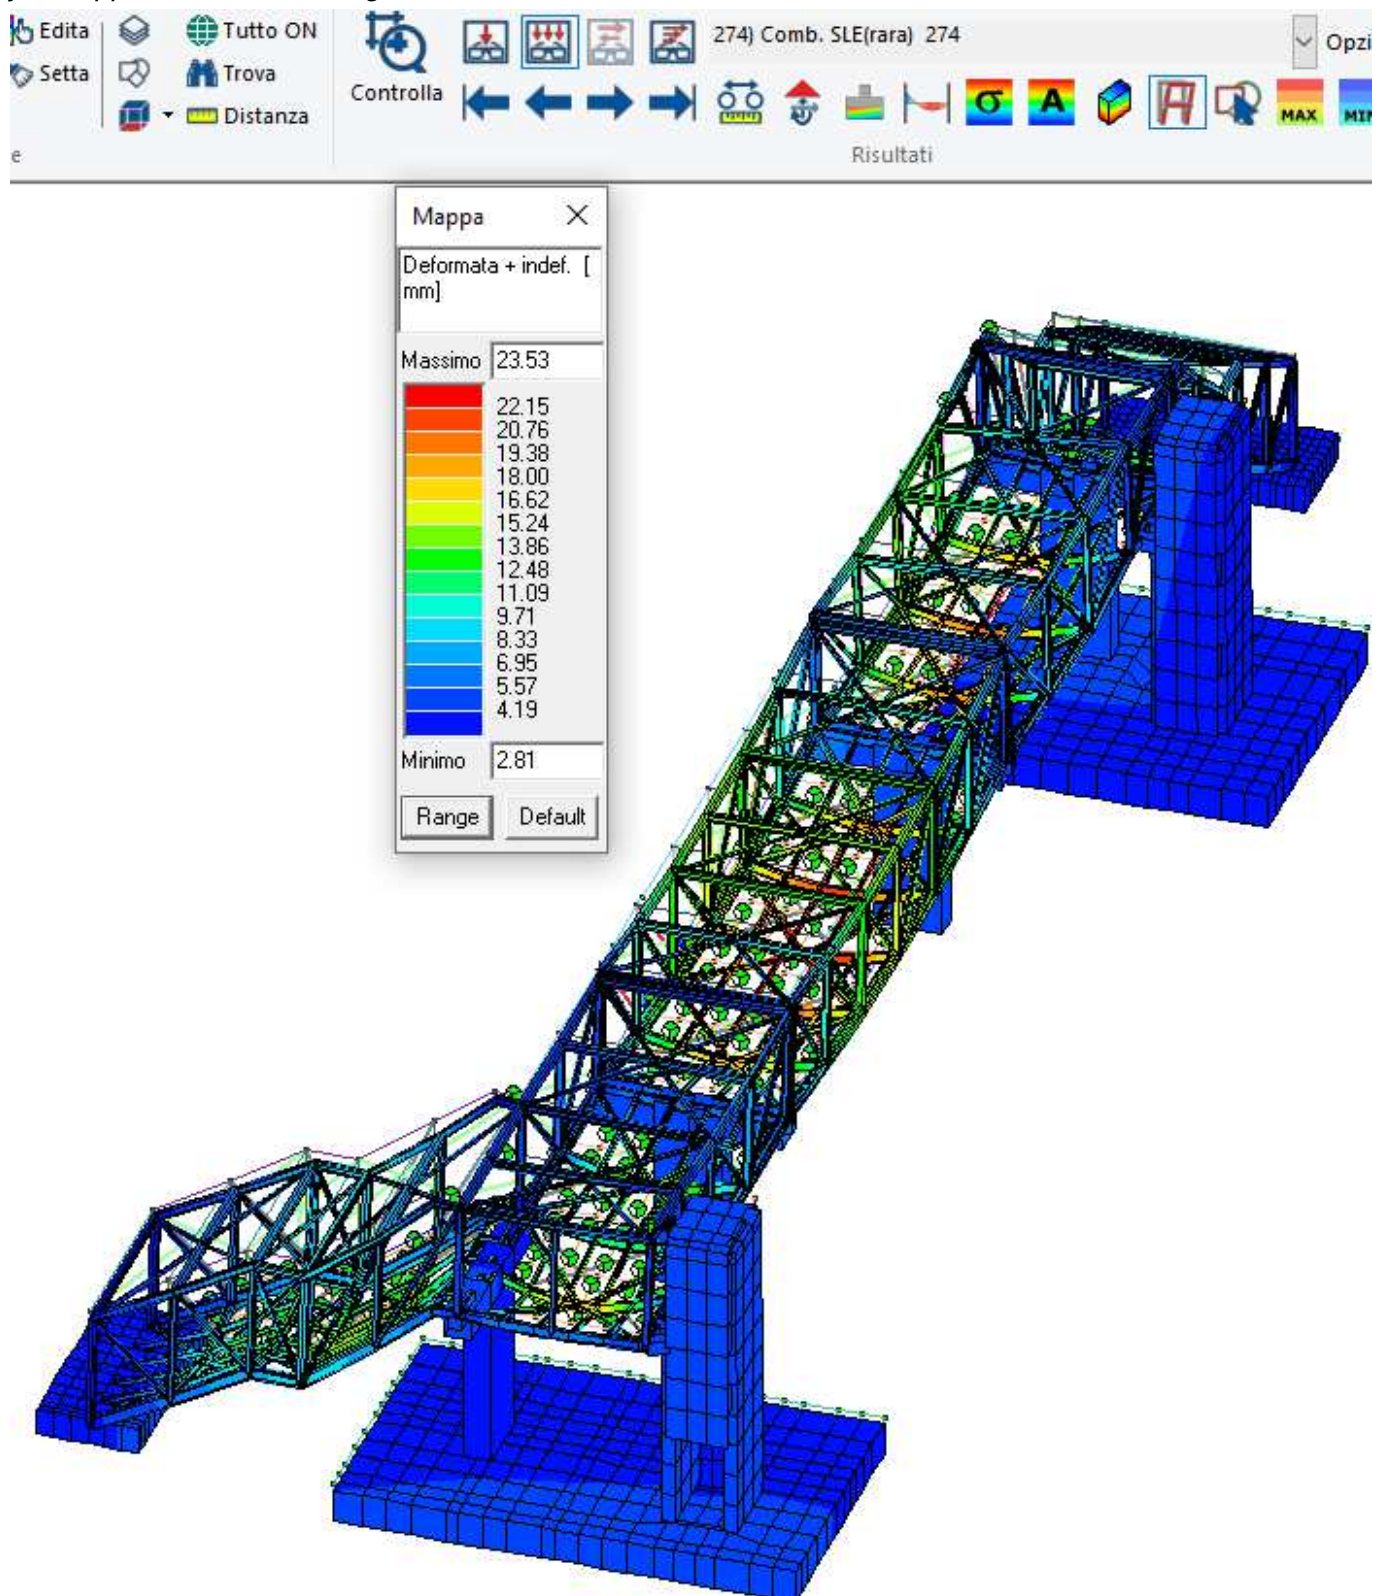 Edita
Tutto ON
274) Comb. SLE(rara) 274
Opzi
Setta
Trova
Controlla
Distanza
σ
A
MAX
MIN
e
Risultati
Mappa
Deformata + indef. [
mm]
Massimo 23.53
22.15
20.76
19.38
18.00
16.62
15.24
13.86
12.48
11.09
9.71
8.33
6.95
5.57
4.19
Minimo 2.81
Range Default